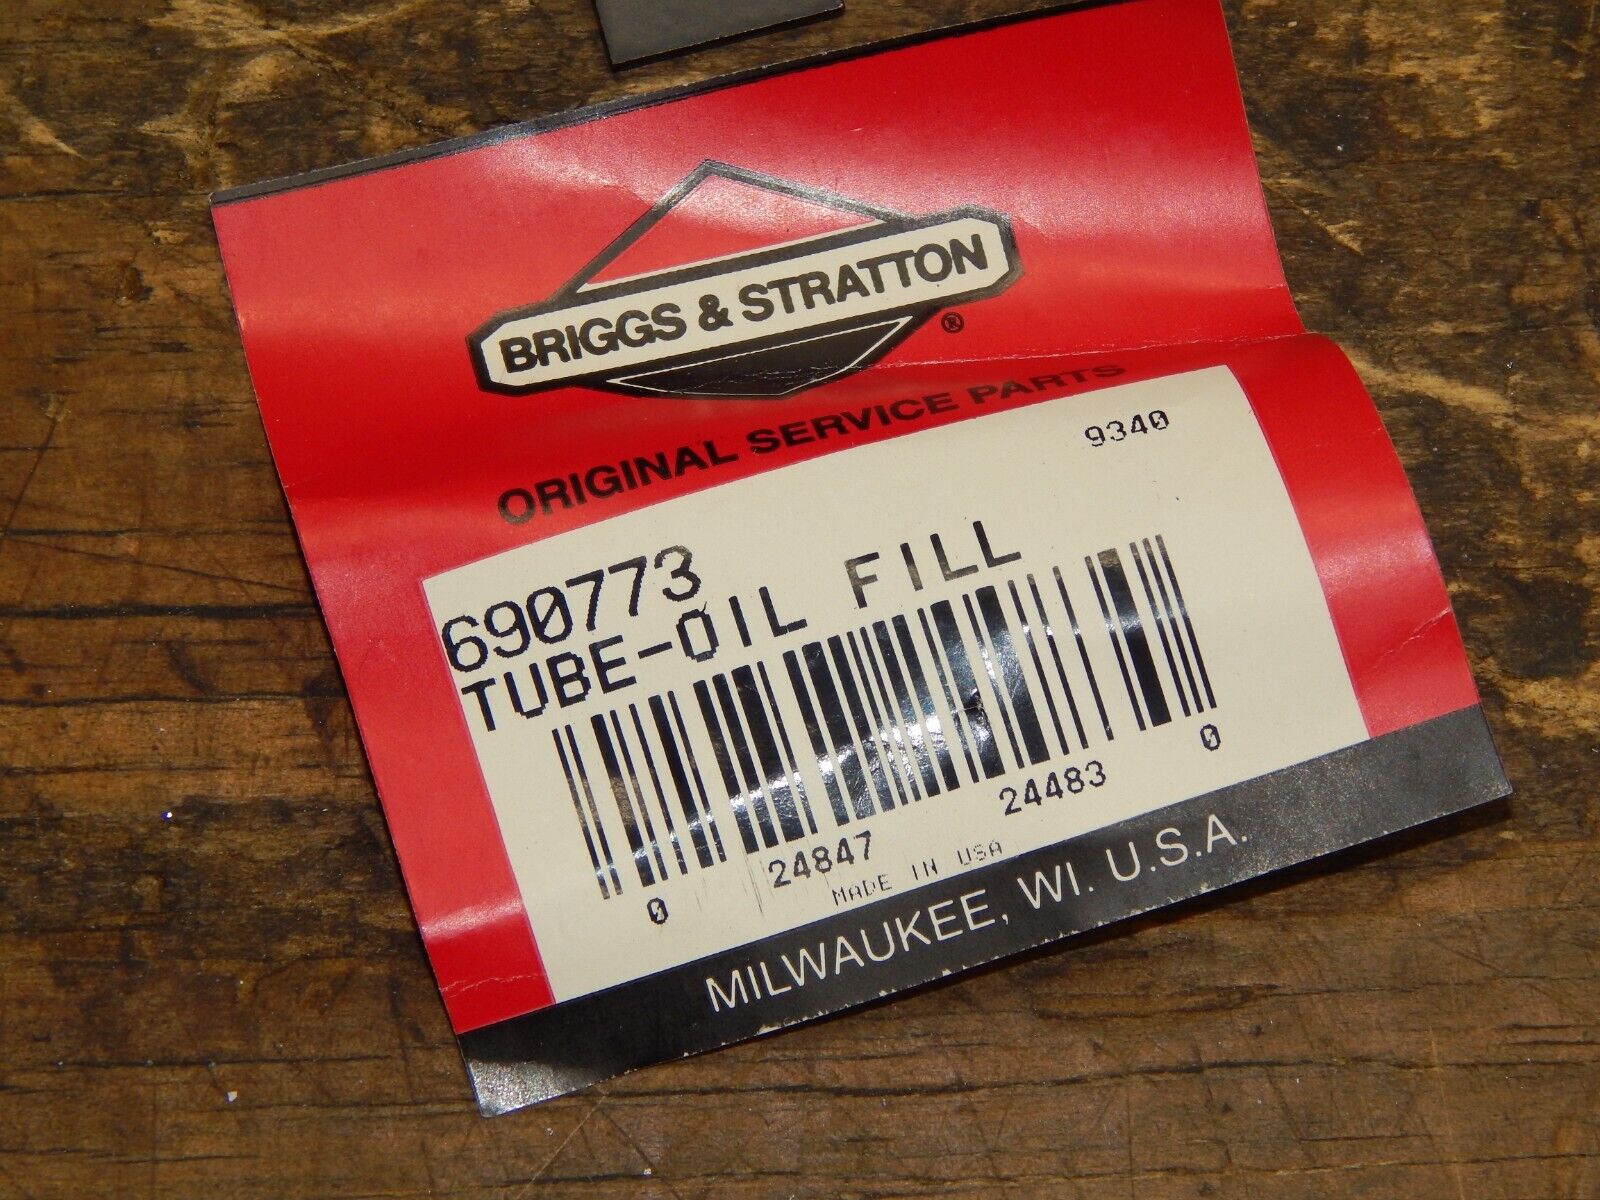 BRIGGS & STRATTON®
ORIGINAL SERVICE PARTS
9340
690773
TUBE-OIL FILL
0 24847 24483 0
MADE IN USA
MILWAUKEE, WI. U.S.A.